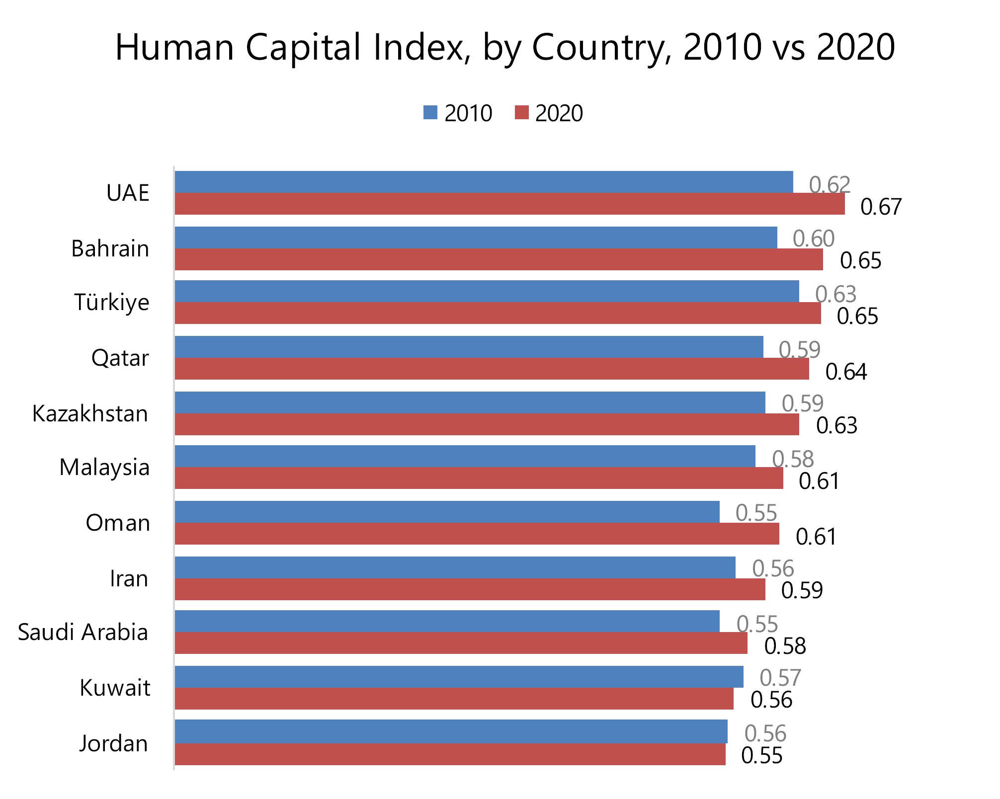 Human Capital Index, by Country, 2010 vs 2020
2010 2020
UAE 0.62
0.67
Bahrain 0.60
0.65
Türkiye 0.63
0.65
Qatar 0.59
0.64
Kazakhstan 0.59
0.63
Malaysia 0.58
0.61
Oman 0.55
0.61
Iran 0.56
0.59
Saudi Arabia 0.55
0.58
Kuwait 0.57
0.56
Jordan 0.56
0.55